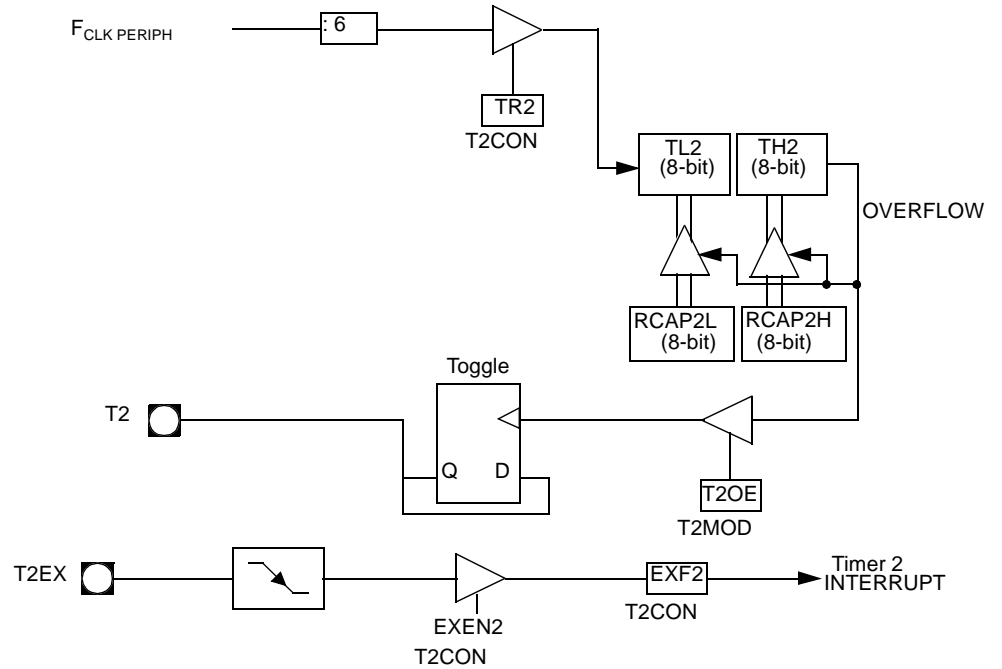 F CLK PERIPH
: 6
TR2
T2CON
TL2
(8-bit)
TH2
(8-bit)
OVERFLOW
RCAP2L
(8-bit)
RCAP2H
(8-bit)
Toggle
T2
Q D
T2OE
T2MOD
T2EX
EXEN2
T2CON
EXF2
T2CON
Timer 2
INTERRUPT